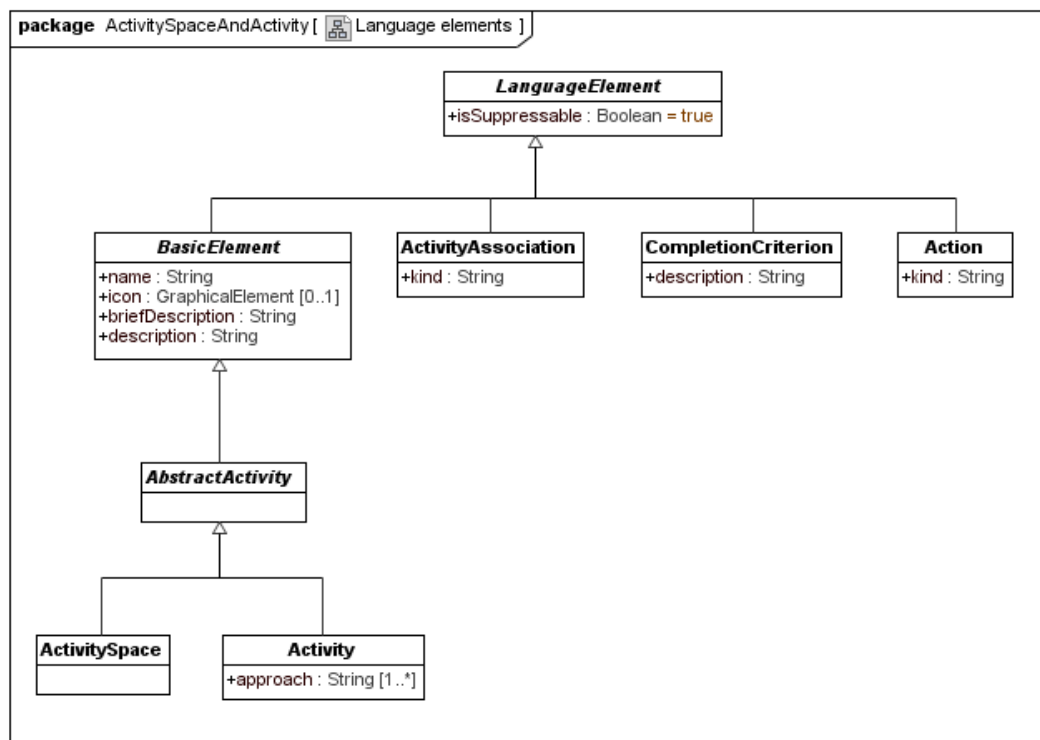 package ActivitySpaceAndActivity [ Language elements ]
LanguageElement
+isSuppressable : Boolean = true
BasicElement
+name : String
+icon : GraphicalElement [0..1]
+briefDescription : String
+description : String
ActivityAssociation
+kind : String
CompletionCriterion
+description : String
Action
+kind : String
AbstractActivity
ActivitySpace
Activity
+approach : String [1..*]